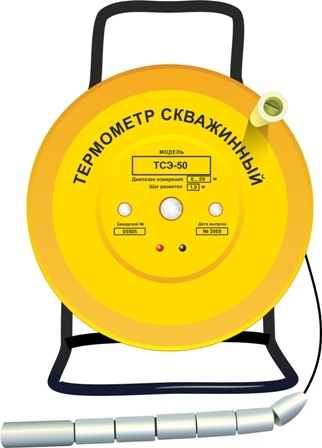 ТЕРМОМЕТР СКВАЖИННЫЙ
МОДЕЛЬ
ТСЭ-50
Диапазон измерений 0...50 м
Шаг разметки 1,0 м
Заводской № Дата выпуска
05505 № 2005